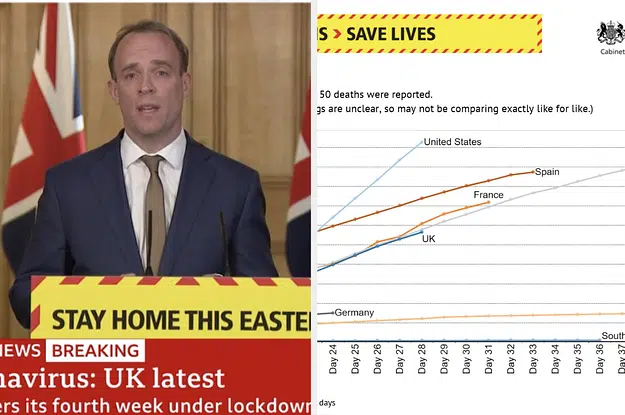 STAY HOME THIS EASTE
NEWS BREAKING
navirus: UK latest
ers its fourth week under lockdown
S > SAVE LIVES
Cabinet
50 deaths were reported.
gs are unclear, so may not be comparing exactly like for like.)
United States
Spain
France
UK
Germany
South
Day 24
Day 25
Day 26
Day 27
Day 28
Day 29
Day 30
Day 31
Day 32
Day 33
Day 34
Day 35
Day 36
Day 37
days